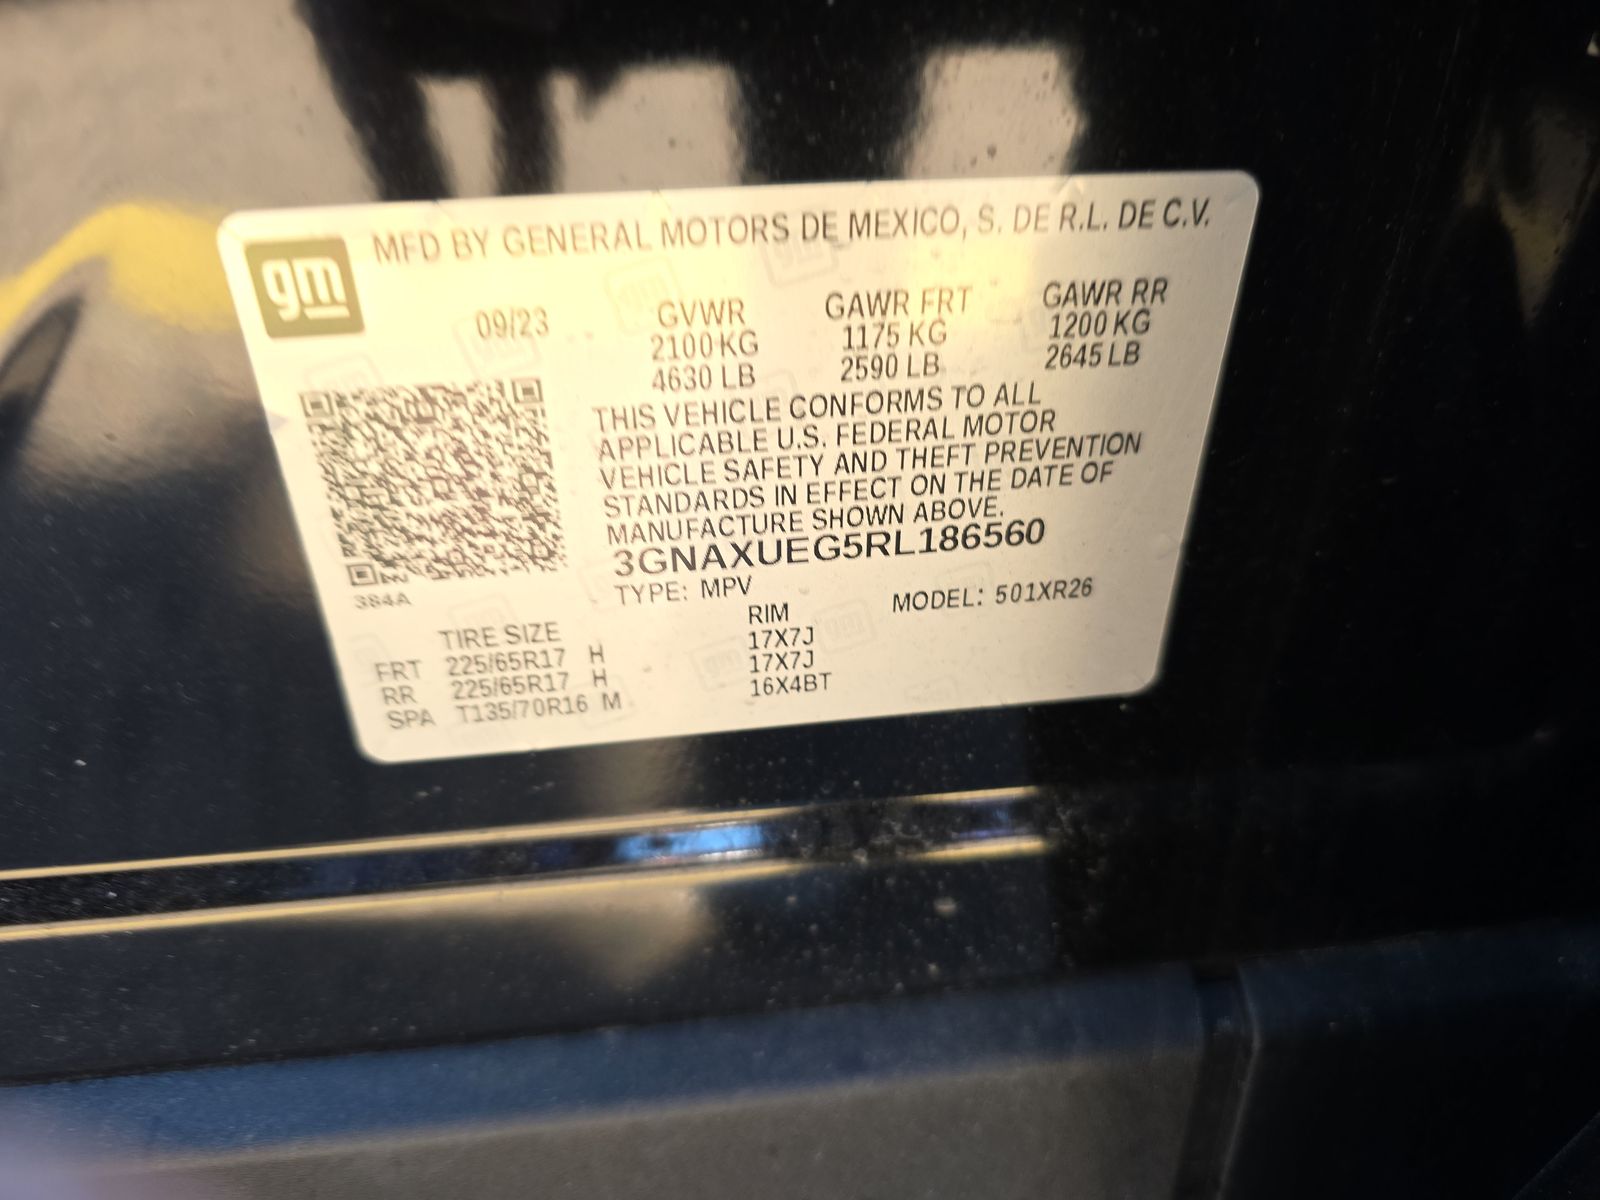 gm
MFD BY GENERAL MOTORS DE MEXICO, S. DE R.L. DE C.V.
09/23 GVWR GAWR FRT GAWR RR
2100 KG 1175 KG 1200 KG
4630 LB 2590 LB 2645 LB
THIS VEHICLE CONFORMS TO ALL
APPLICABLE U.S. FEDERAL MOTOR
VEHICLE SAFETY AND THEFT PREVENTION
STANDARDS IN EFFECT ON THE DATE OF
MANUFACTURE SHOWN ABOVE.
3GNAXUEG5RL186560
384A
TYPE: MPV MODEL: 501XR26
TIRE SIZE RIM
FRT 225/65R17 H 17X7J
RR 225/65R17 H 17X7J
SPA T135/70R16 M 16X4BT